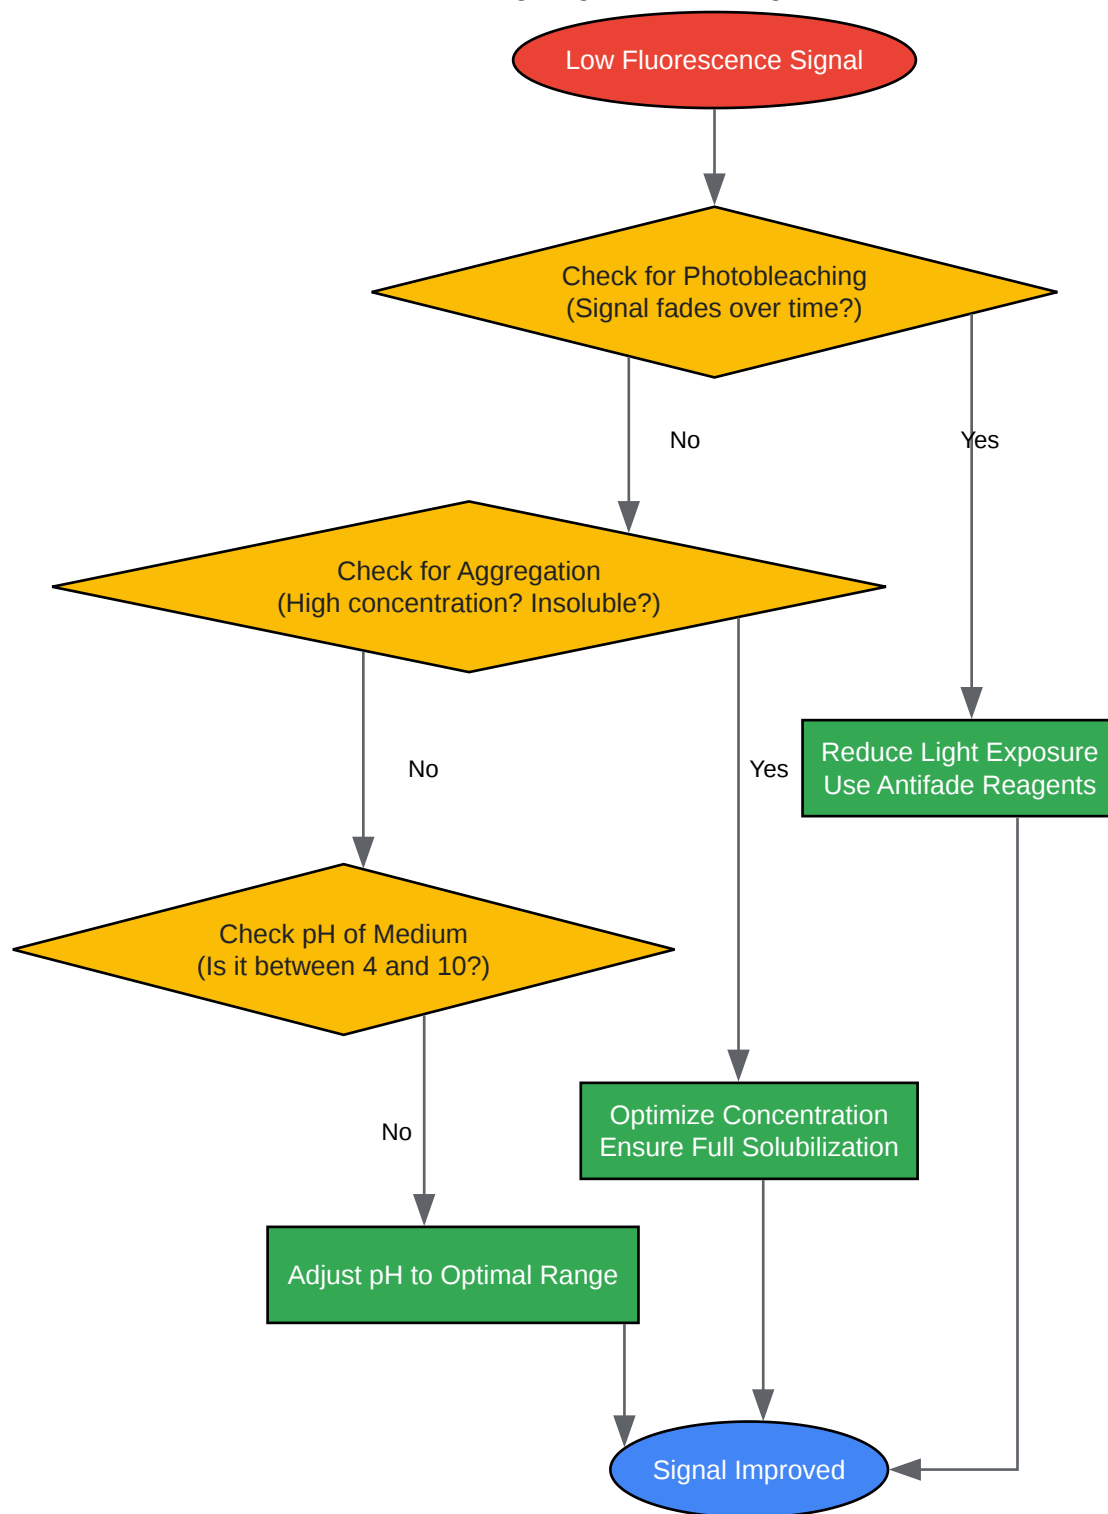 Low Fluorescence Signal
Check for Photobleaching
(Signal fades over time?)
No
Yes
Check for Aggregation
(High concentration? Insoluble?)
No
Yes
Reduce Light Exposure
Use Antifade Reagents
Check pH of Medium
(Is it between 4 and 10?)
No
Optimize Concentration
Ensure Full Solubilization
Adjust pH to Optimal Range
Signal Improved